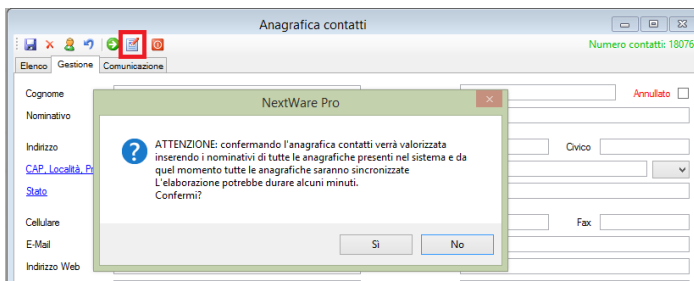 Anagrafica contatti
Numero contatti: 18076
Elenco Gestione Comunicazione
Cognome Annullato
Nominativo
NextWare Pro
ATTENZIONE: confermando l'anagrafica contatti verrà valorizzata
inserendo i nominativi di tutte le anagrafiche presenti nel sistema e da
quel momento tutte le anagrafiche saranno sincronizzate
L'elaborazione potrebbe durare alcuni minuti.
Confermi?
Sì No
Indirizzo Civico
CAP, Località, Pr
Stato
Cellulare Fax
E-Mail
Indirizzo Web